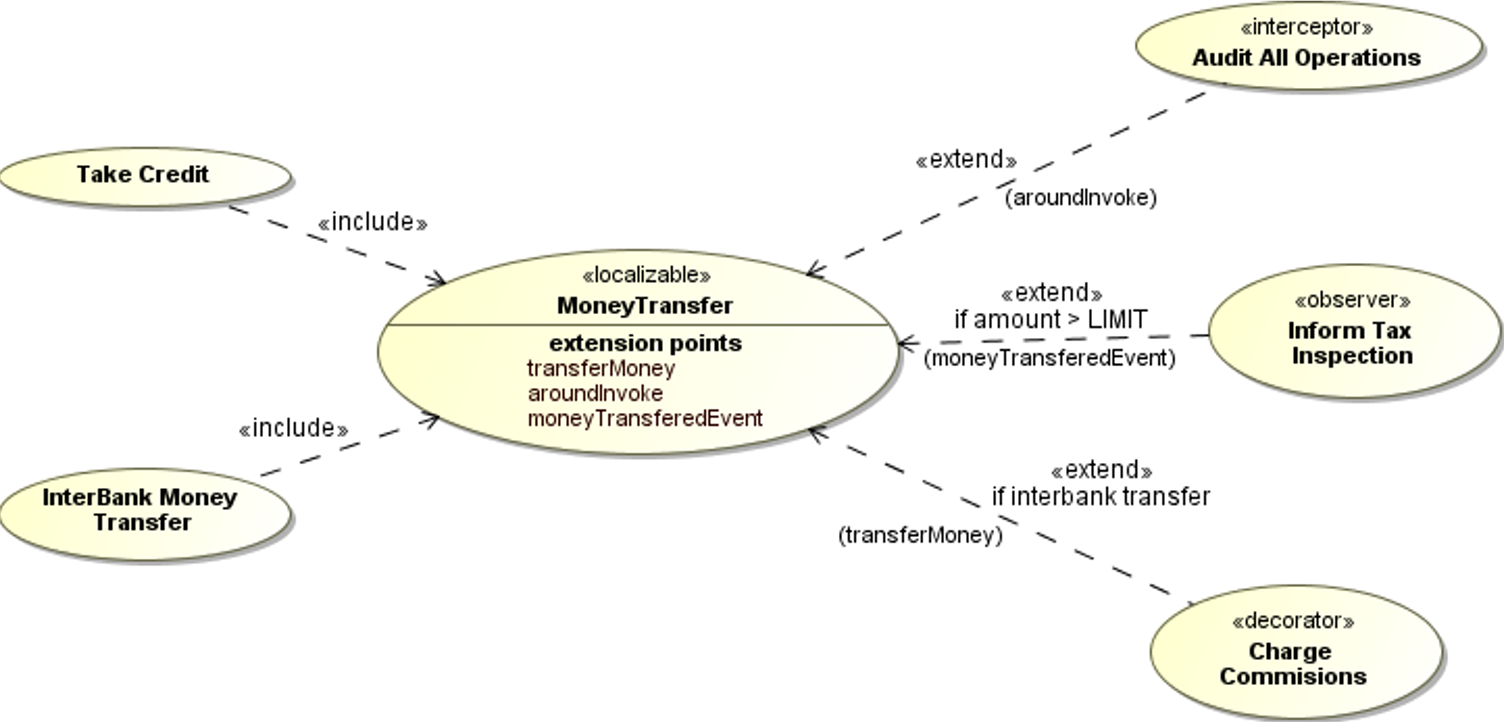 «interceptor»
Audit All Operations
«extend»
(aroundInvoke)
Take Credit
«include»
«localizable»
MoneyTransfer
extension points
transferMoney
aroundInvoke
moneyTransferedEvent
«extend»
if amount > LIMIT
(moneyTransferedEvent)
«observer»
Inform Tax
Inspection
«include»
InterBank Money
Transfer
«extend»
if interbank transfer
(transferMoney)
«decorator»
Charge
Commisions